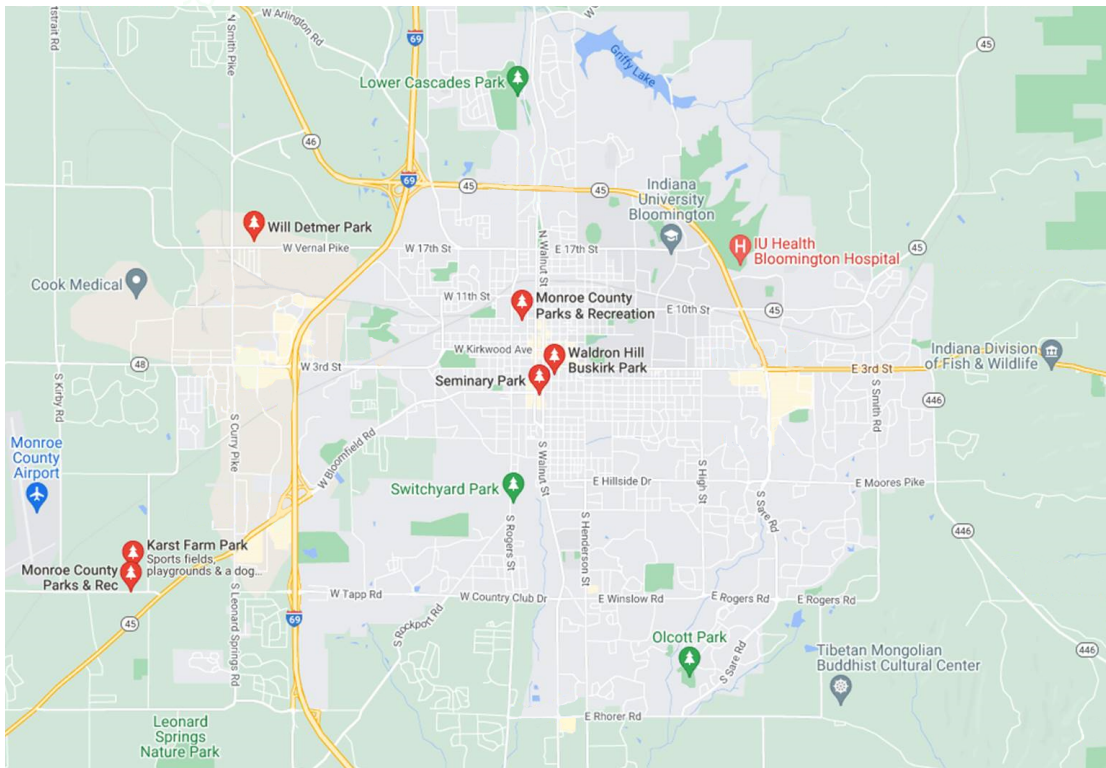 W Arlington Rd
N Smith Pike
69
45
Griffy Lake
Lower Cascades Park
46
69
45
45
Indiana
University
Bloomington
Will Detmer Park
W Vernal Pike
W 17th St
N Walnut St
E 17th St
IU Health
Bloomington Hospital
45
Cook Medical
W 11th St
Monroe County
Parks & Recreation
E 10th St
45
W Kirkwood Ave
Waldron Hill
Buskirk Park
Indiana Division
of Fish & Wildlife
48
W 3rd St
E 3rd St
Seminary Park
S Kirby Rd
S Curry Pike
S Smith Rd
446
W Bloomfield Rd
Monroe
County
Airport
S Walnut St
S High St
Switchyard Park
E Hillside Dr
E Moores Pike
S Sare Rd
S Rogers St
S Henderson St
446
Karst Farm Park
Sports fields,
playgrounds & a dog...
Monroe County
Parks & Rec
S Leonard Springs Rd
W Tapp Rd
W Country Club Dr
E Winslow Rd
E Rogers Rd
E Rogers Rd
45
69
S Rockport Rd
Olcott Park
S Sare Rd
Tibetan Mongolian
Buddhist Cultural Center
446
Leonard
Springs
Nature Park
E Rhorer Rd